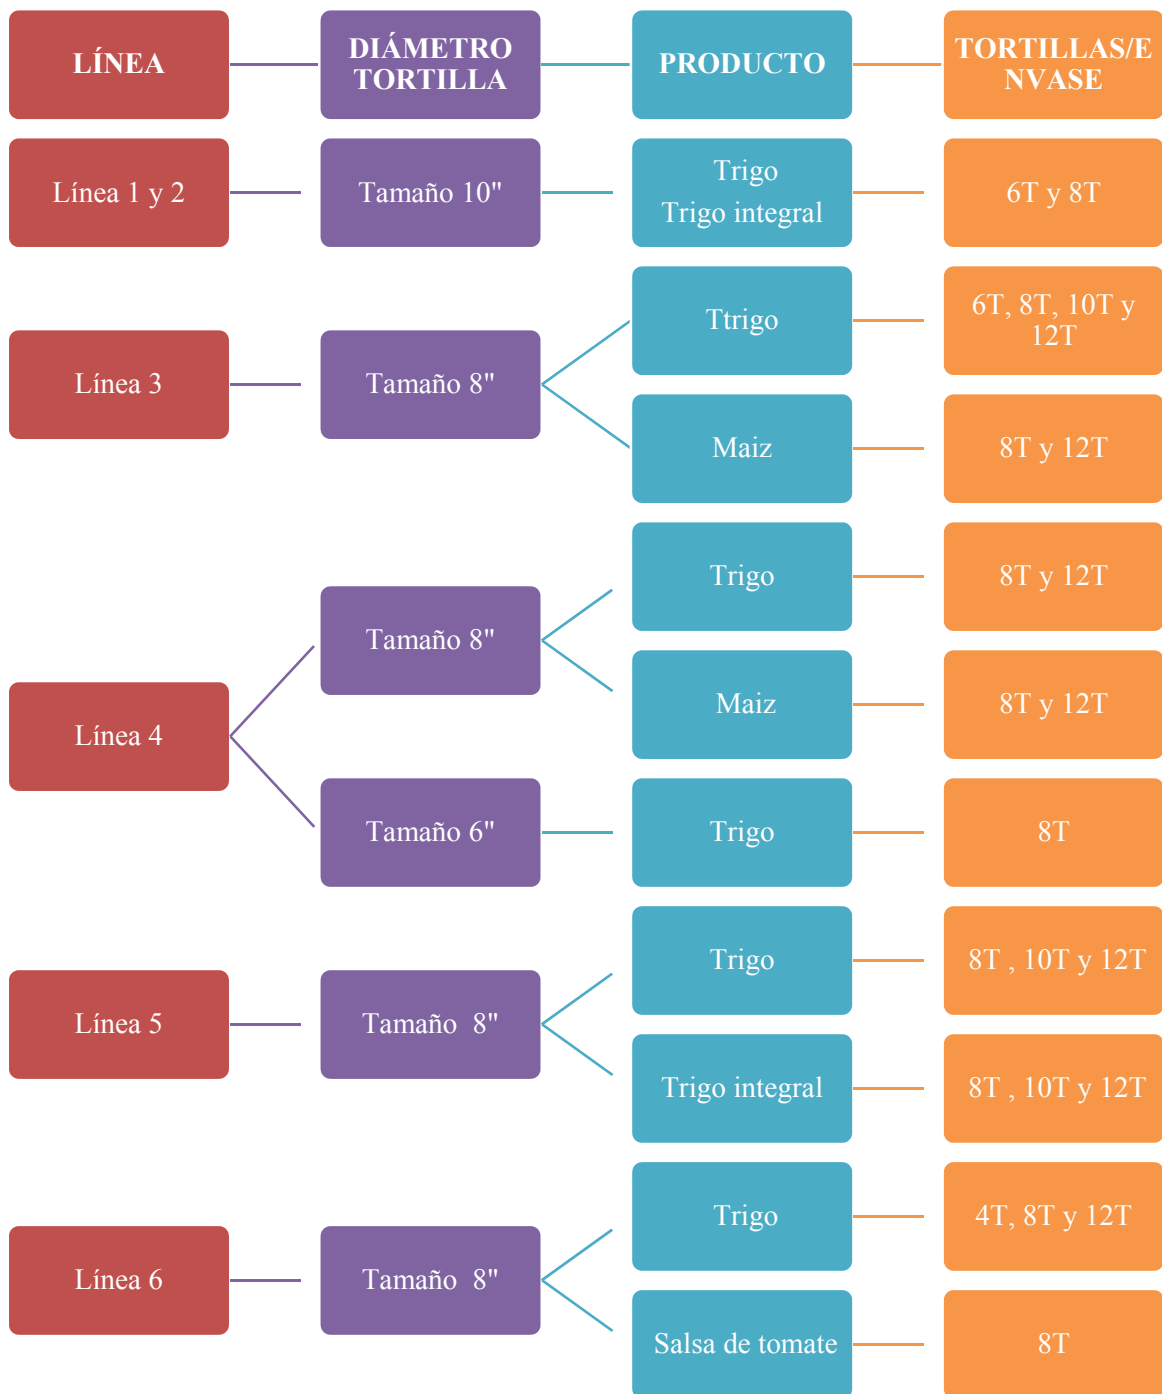 LÍNEA
DIÁMETRO
TORTILLA
PRODUCTO
TORTILLAS/E
NVASE
Línea 1 y 2
Tamaño 10"
Trigo
Trigo integral
6T y 8T
Línea 3
Tamaño 8"
Ttrigo
6T, 8T, 10T y
12T
Maiz
8T y 12T
Línea 4
Tamaño 8"
Trigo
8T y 12T
Maiz
8T y 12T
Tamaño 6"
Trigo
8T
Línea 5
Tamaño  8"
Trigo
8T , 10T y 12T
Trigo integral
8T , 10T y 12T
Línea 6
Tamaño  8"
Trigo
4T, 8T y 12T
Salsa de tomate
8T